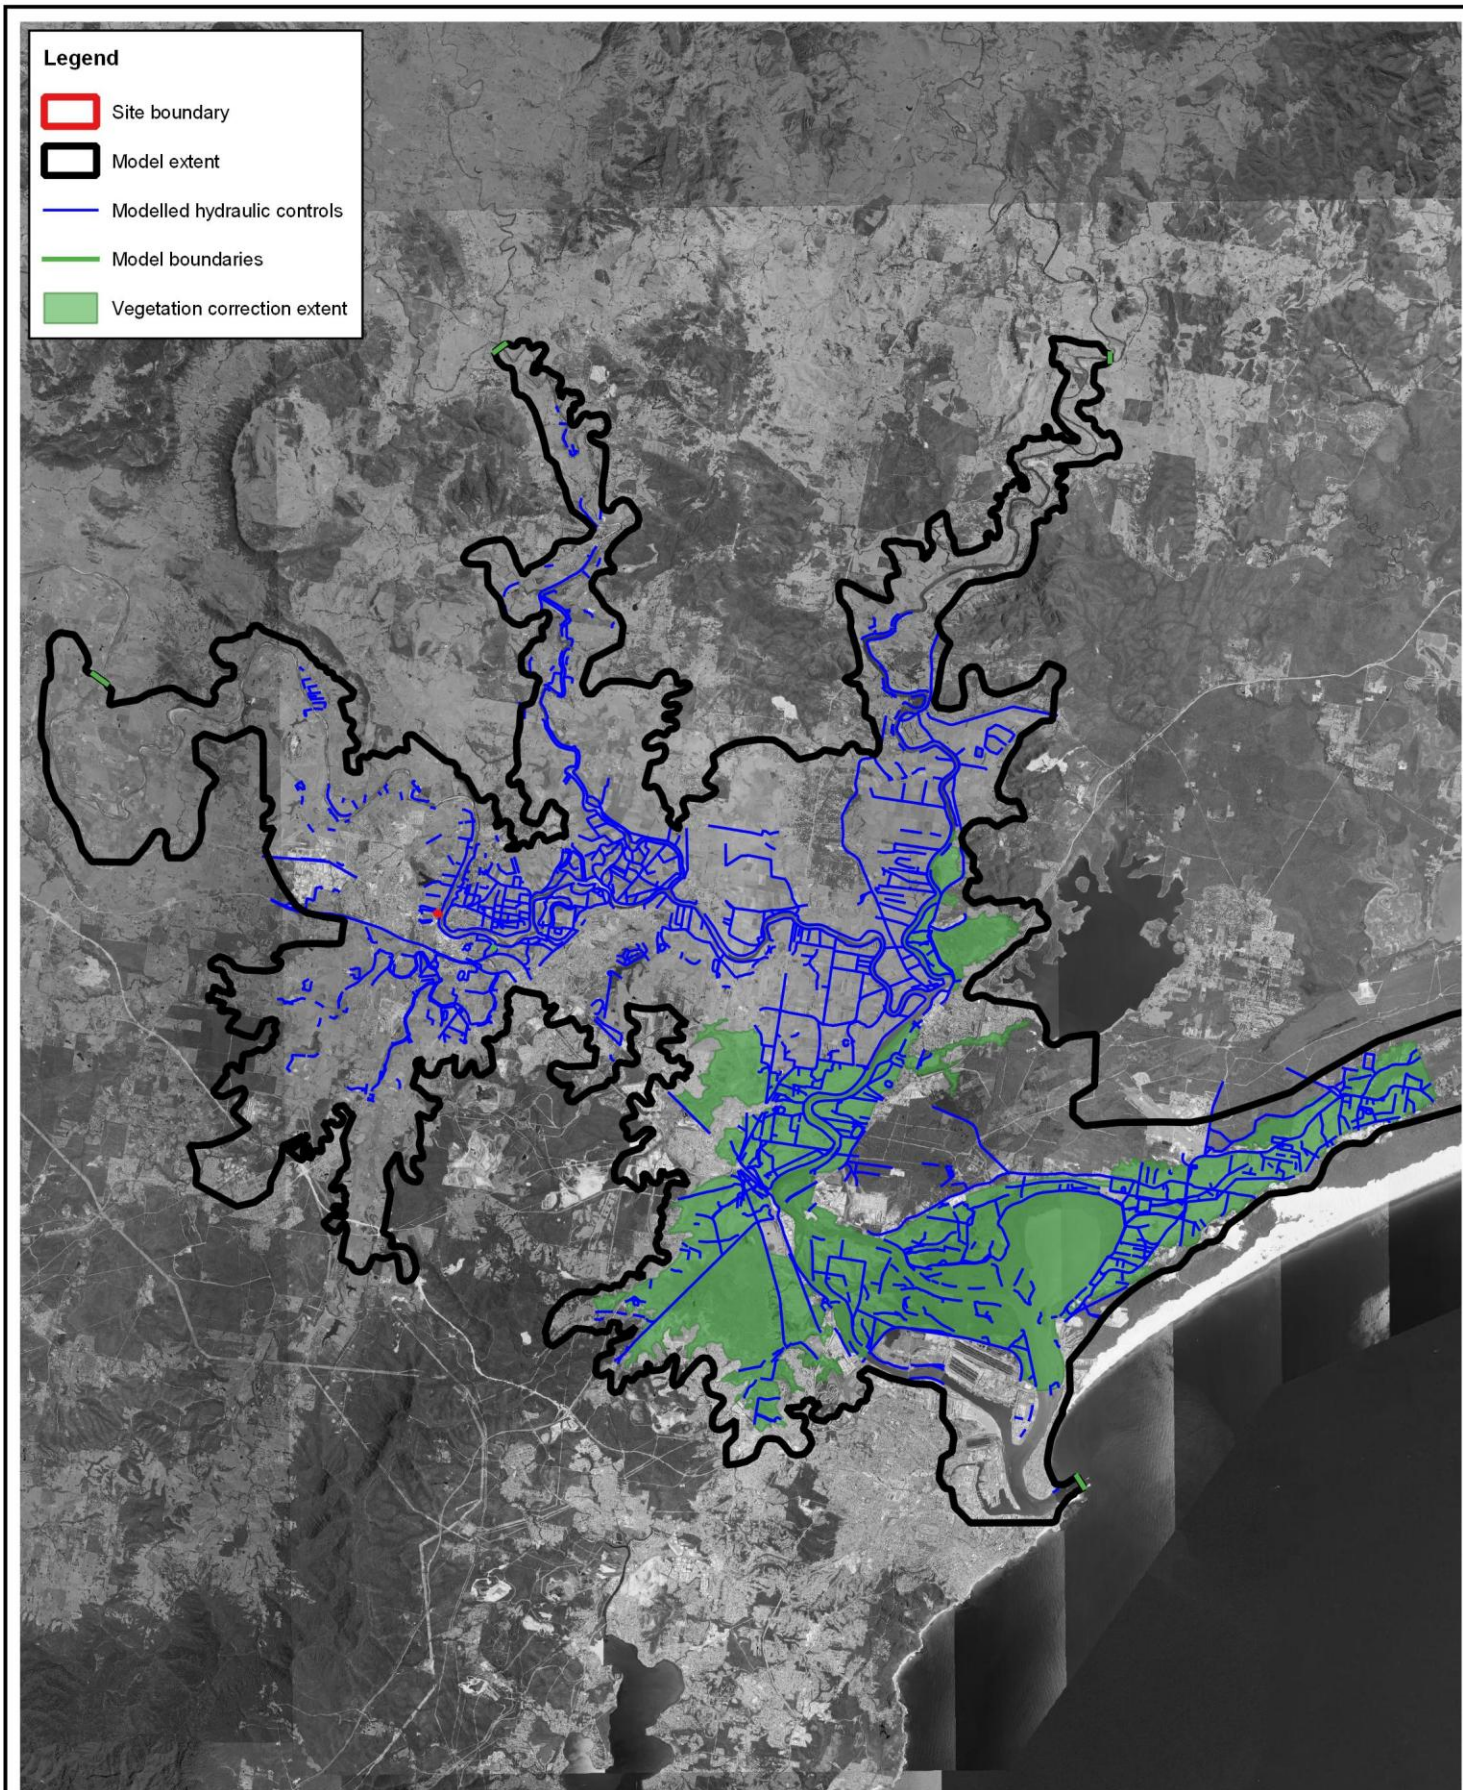 Legend
Site boundary
Model extent
Modelled hydraulic controls
Model boundaries
Vegetation correction extent